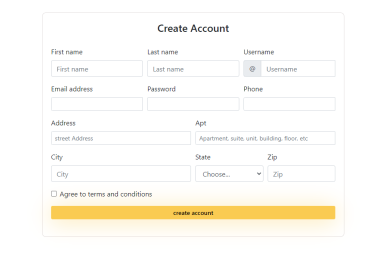 Create Account
First name Last name Username
First name Last name @ Username
Email address Password Phone
Address Apt
street Address Apartment, suite, unit, building, floor, etc
City State Zip
City Choose... Zip
Agree to terms and conditions
create account